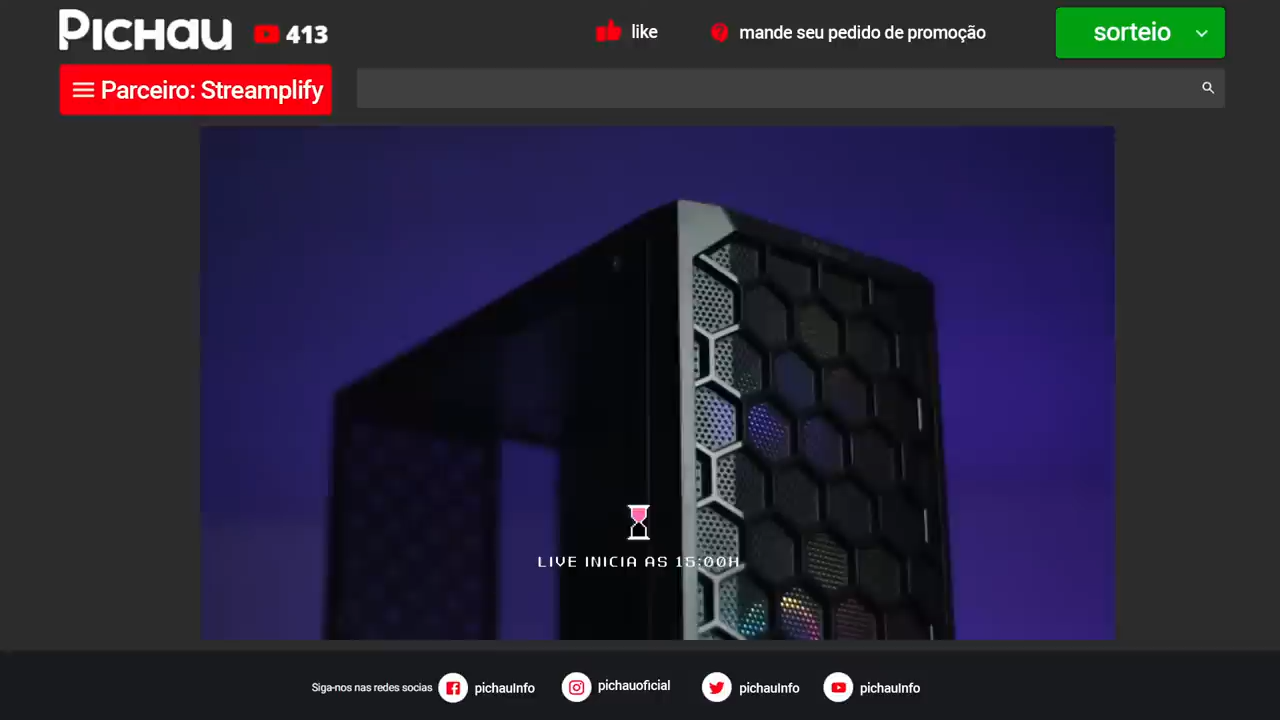 PICHAU
413
like
mande seu pedido de promoção
sorteio
Parceiro: Streamplify
LIVE INICIA AS 15:00H
Siga-nos nas redes socias
pichauInfo
pichauoficial
pichauInfo
pichauInfo